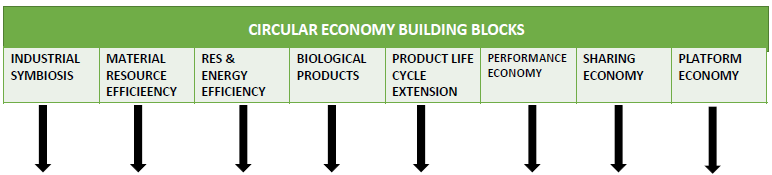 CIRCULAR ECONOMY BUILDING BLOCKS
INDUSTRIAL
SYMBIOSIS
MATERIAL
RESOURCE
EFFICIEENCY
RES &
ENERGY
EFFICIENCY
BIOLOGICAL
PRODUCTS
PRODUCT LIFE
CYCLE
EXTENSION
PERFORMANCE
ECONOMY
SHARING
ECONOMY
PLATFORM
ECONOMY